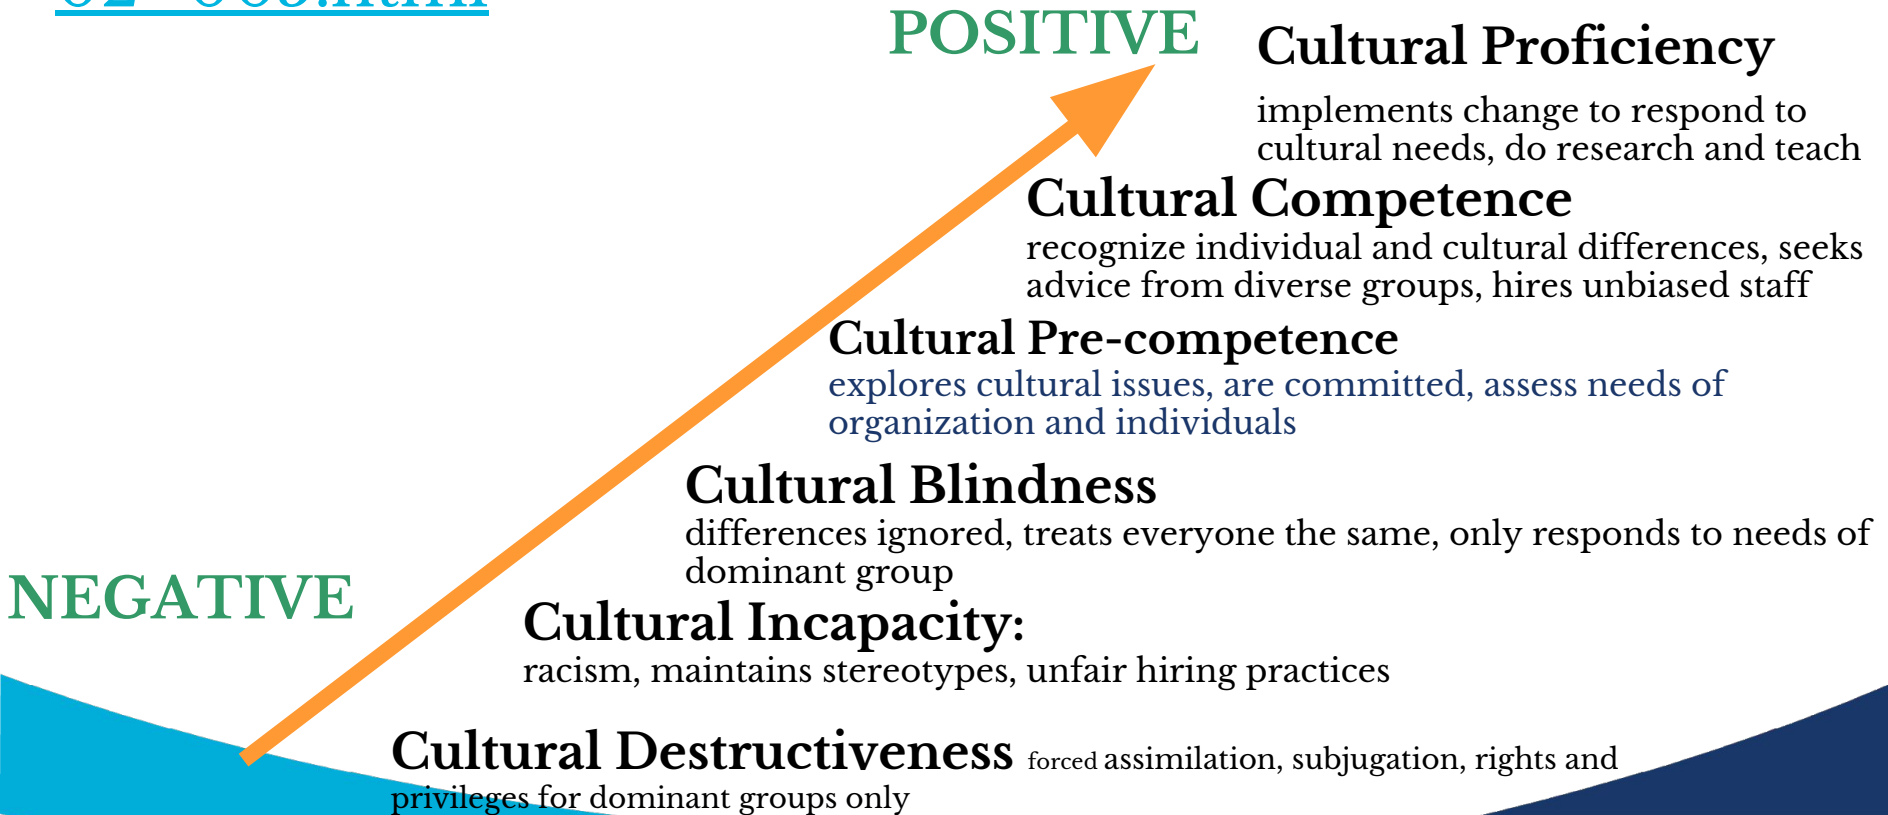 POSITIVE
Cultural Proficiency
implements change to respond to
cultural needs, do research and teach
Cultural Competence
recognize individual and cultural differences, seeks
advice from diverse groups, hires unbiased staff
Cultural Pre-competence
explores cultural issues, are committed, assess needs of
organization and individuals
Cultural Blindness
differences ignored, treats everyone the same, only responds to needs of
dominant group
NEGATIVE
Cultural Incapacity:
racism, maintains stereotypes, unfair hiring practices
Cultural Destructiveness forced assimilation, subjugation, rights and
privileges for dominant groups only